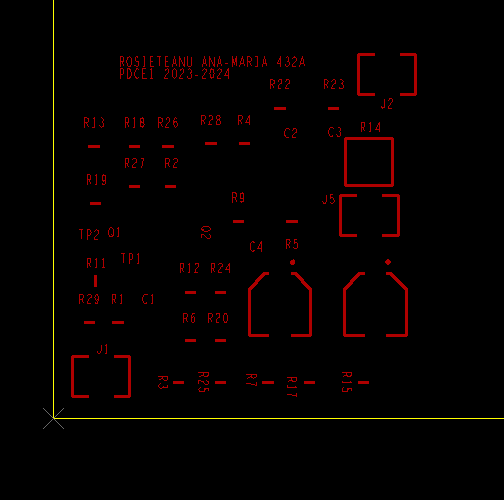 ROSIETEANU ANA-MARIA 432A
PDCEI 2023-2024
R22 R23
J2
R13 R18 R26 R28 R4
C2 C3 R14
R27 R2
R19
R9 J5
TP2 Q1 Q2
C4 R5
R11 TP1
R12 R24
R29 R1 C1
R6 R20
J1
R3 R25 R7 R17 R15